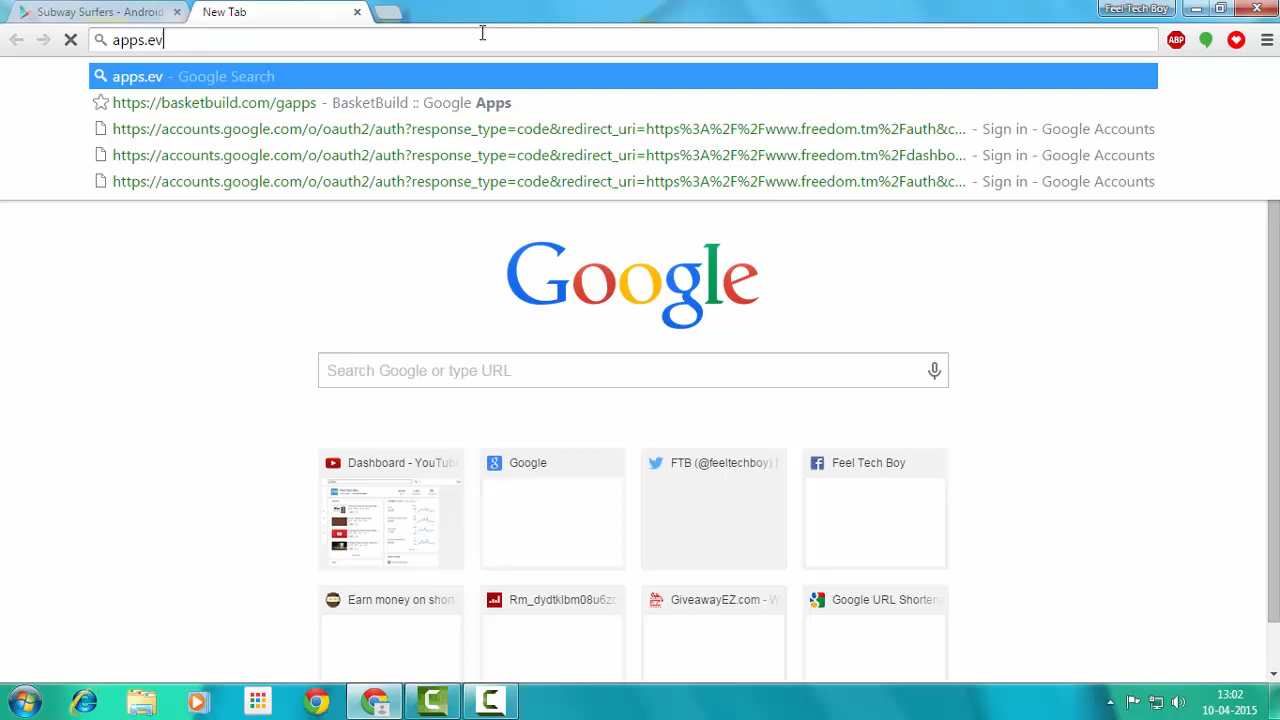 Subway Surfers - Android
New Tab
Feel Tech Boy
apps.ev
ABP
apps.ev - Google Search
https://basketbuild.com/gapps - BasketBuild :: Google Apps
https://accounts.google.com/o/oauth2/auth?response_type=code&redirect_uri=https%3A%2F%2Fwww.freedom.tm%2Fauth&c... - Sign in - Google Accounts
https://accounts.google.com/o/oauth2/auth?response_type=code&redirect_uri=https%3A%2F%2Fwww.freedom.tm%2Fdashbo... - Sign in - Google Accounts
https://accounts.google.com/o/oauth2/auth?response_type=code&redirect_uri=https%3A%2F%2Fwww.freedom.tm%2Fauth&c... - Sign in - Google Accounts
Google
Search Google or type URL
Dashboard - YouTub
Google
FTB (@feeltechboy) |
Feel Tech Boy
Earn money on short
Rm_dydtklbm08u6zc
GiveawayEZ.com - W
Google URL Shortene
13:02
10-04-2015